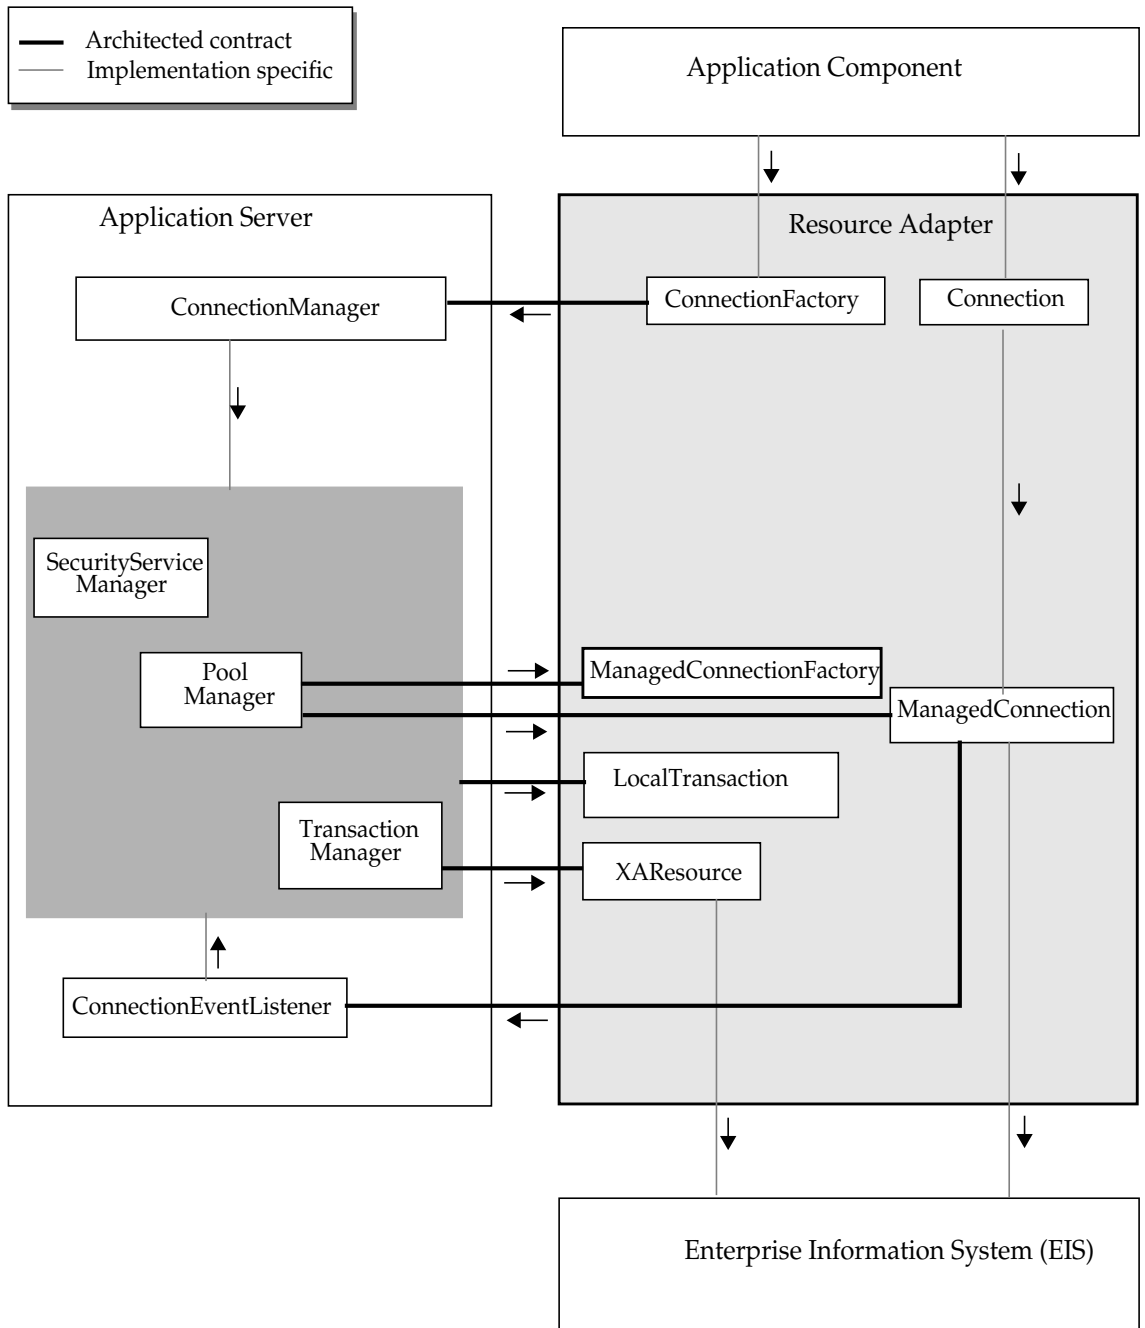 Architected contract
Implementation specific
Application Component
Application Server
Resource Adapter
ConnectionManager
ConnectionFactory
Connection
SecurityService
Manager
Pool
Manager
ManagedConnectionFactory
ManagedConnection
LocalTransaction
Transaction
Manager
XAResource
ConnectionEventListener
Enterprise Information System (EIS)